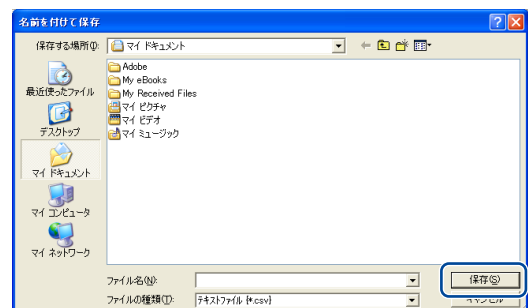 名前を付けて保存
保存する場所(I):
マイ ドキュメント
最近使ったファイル
デスクトップ
マイ ドキュメント
マイ コンピュータ
マイ ネットワーク
Adobe
My eBooks
My Received Files
マイ ピクチャ
マイ ビデオ
マイ ミュージック
ファイル名(N):
保存(S)
ファイルの種類(T):
テキストファイル (*.csv)
キャンセル